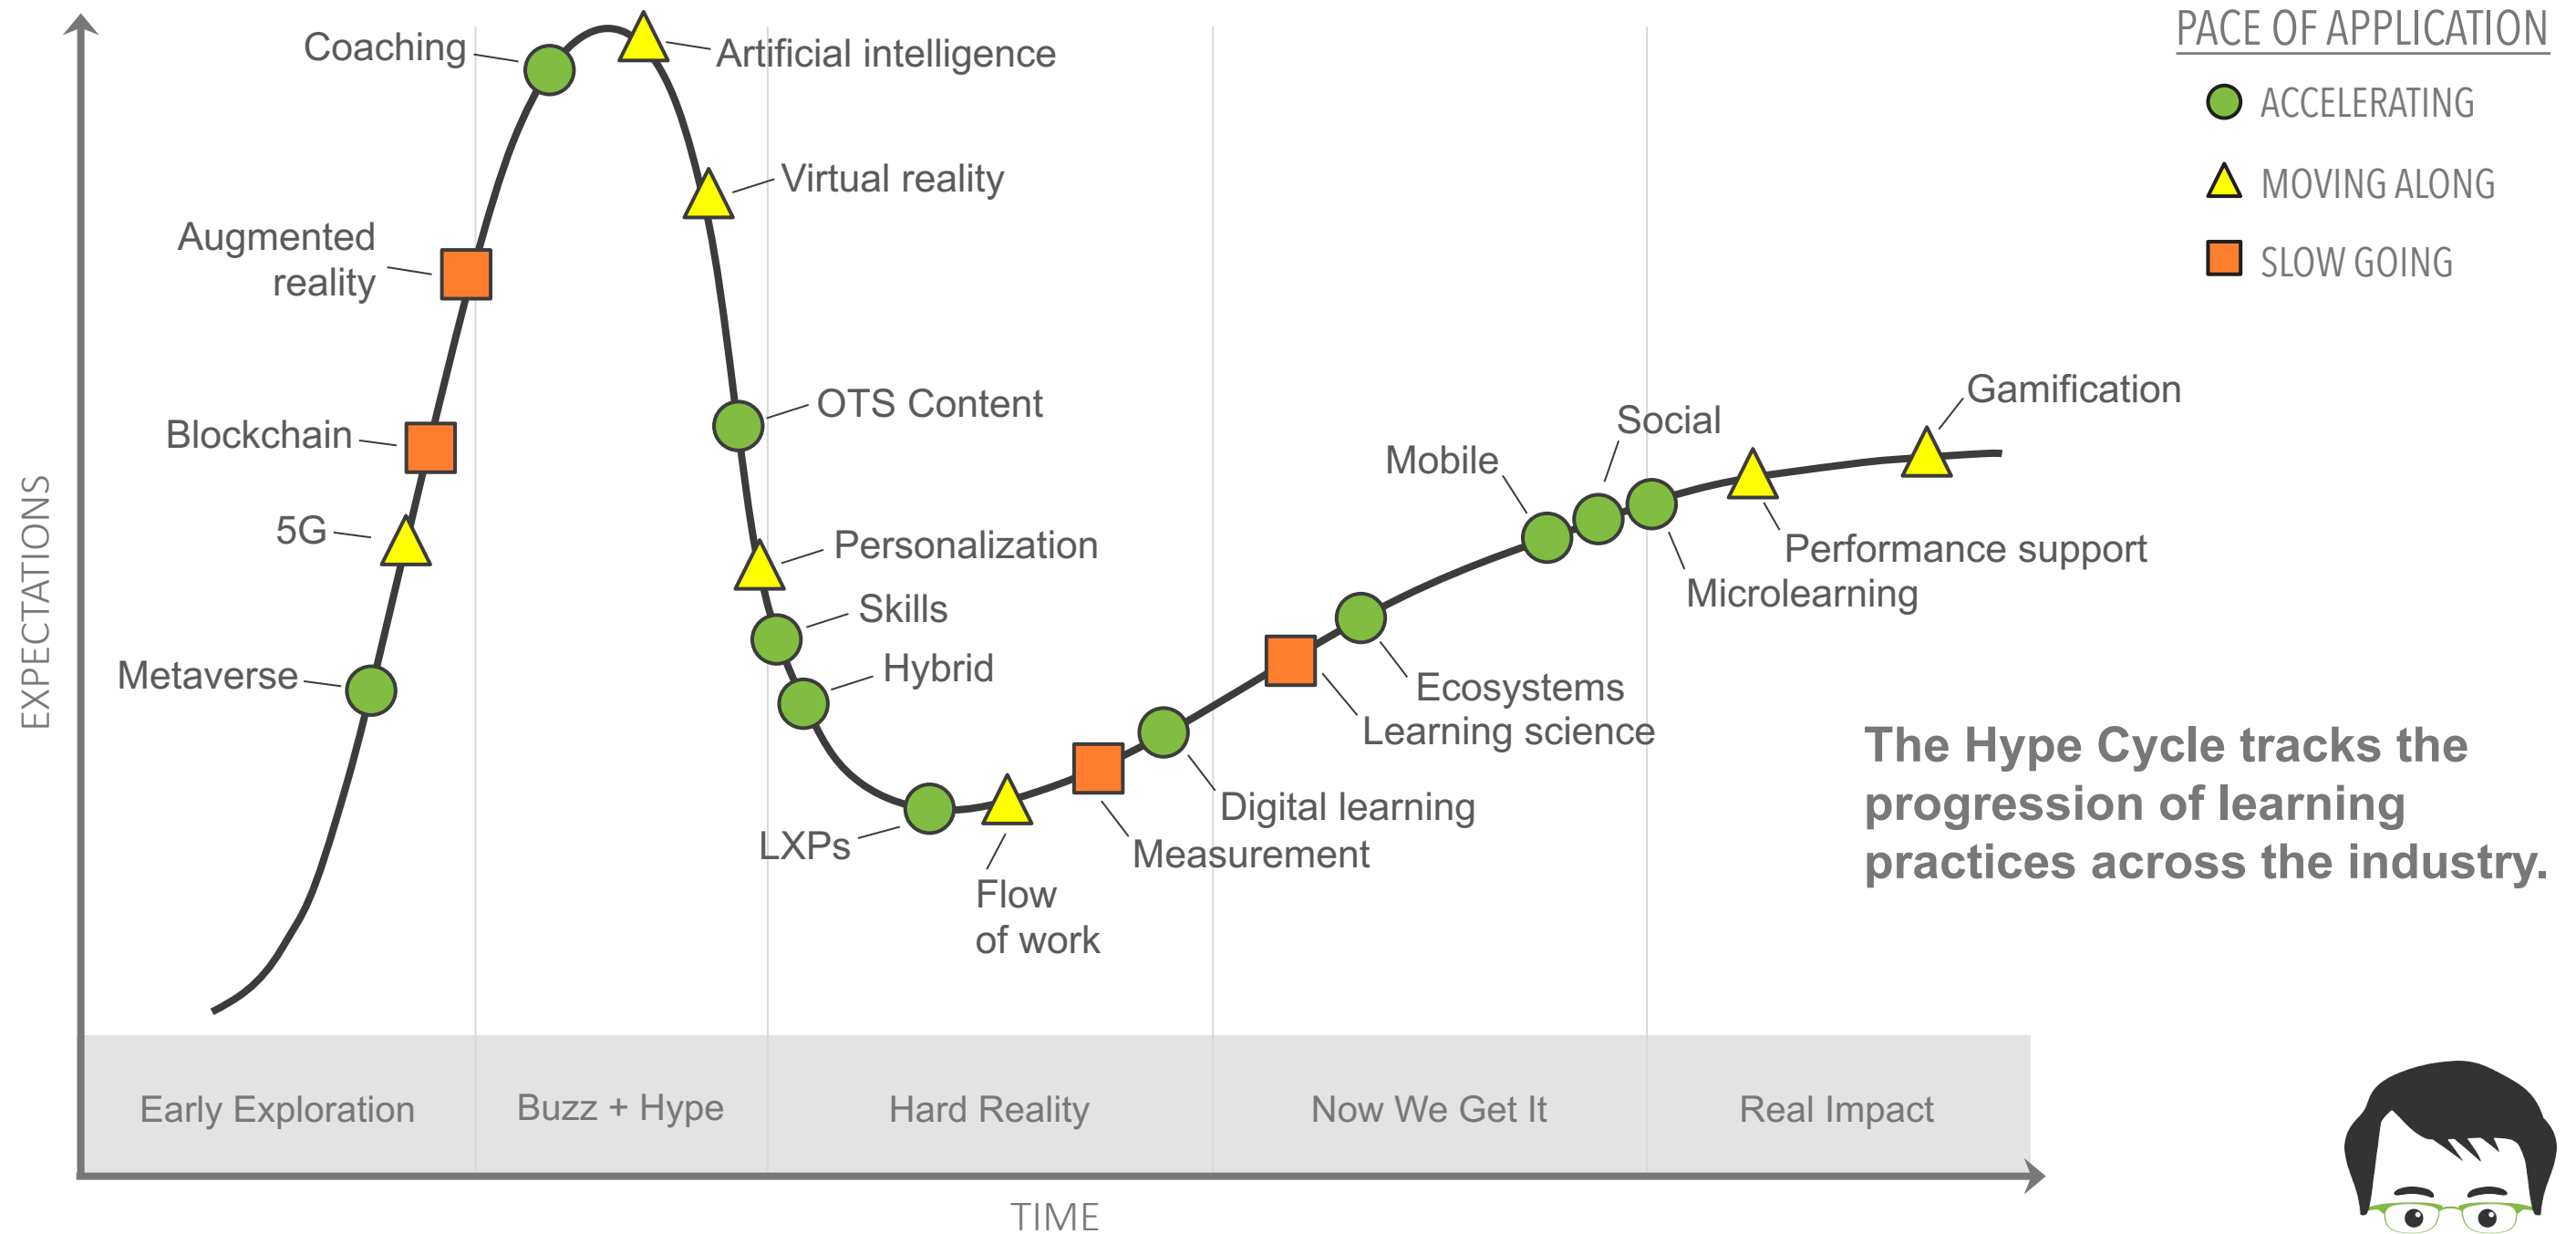 PACE OF APPLICATION
ACCELERATING
MOVING ALONG
SLOW GOING
EXPECTATIONS
Coaching
Artificial intelligence
Virtual reality
Augmented
reality
OTS Content
Blockchain
5G
Personalization
Skills
Hybrid
Metaverse
LXPs
Flow
of work
Measurement
Digital learning
Learning science
Ecosystems
Mobile
Social
Microlearning
Performance support
Gamification
The Hype Cycle tracks the
progression of learning
practices across the industry.
Early Exploration
Buzz + Hype
Hard Reality
Now We Get It
Real Impact
TIME